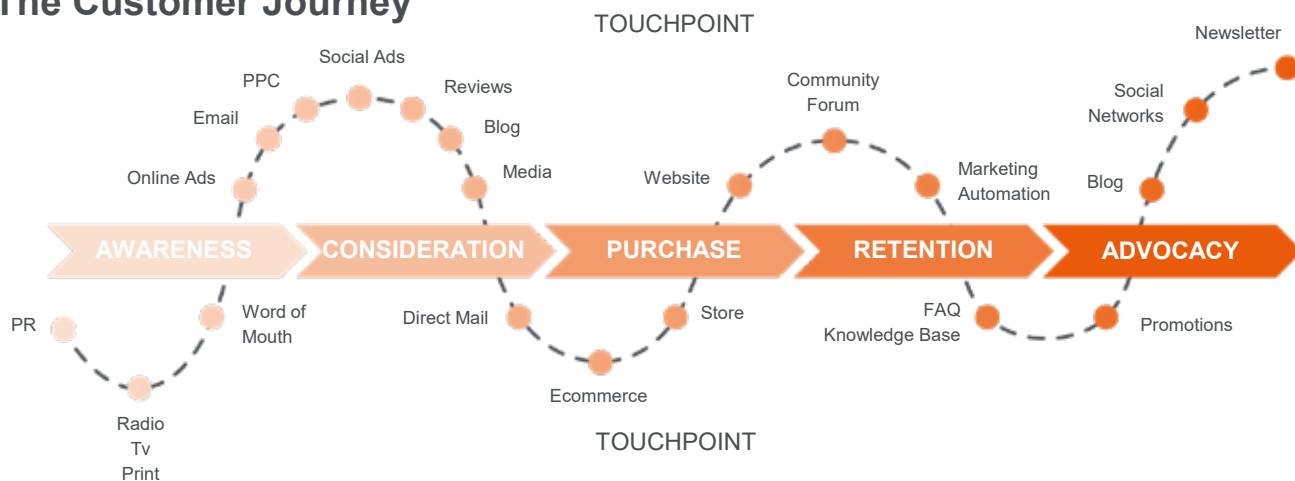 The Customer Journey
TOUCHPOINT
Newsletter
Social Ads
PPC
Reviews
Community
Forum
Social
Networks
Email
Blog
Online Ads
Media
Website
Marketing
Automation
Blog
AWARENESS
CONSIDERATION
PURCHASE
RETENTION
ADVOCACY
PR
Word of
Mouth
Direct Mail
Store
FAQ
Knowledge Base
Promotions
Ecommerce
Radio
Tv
Print
TOUCHPOINT